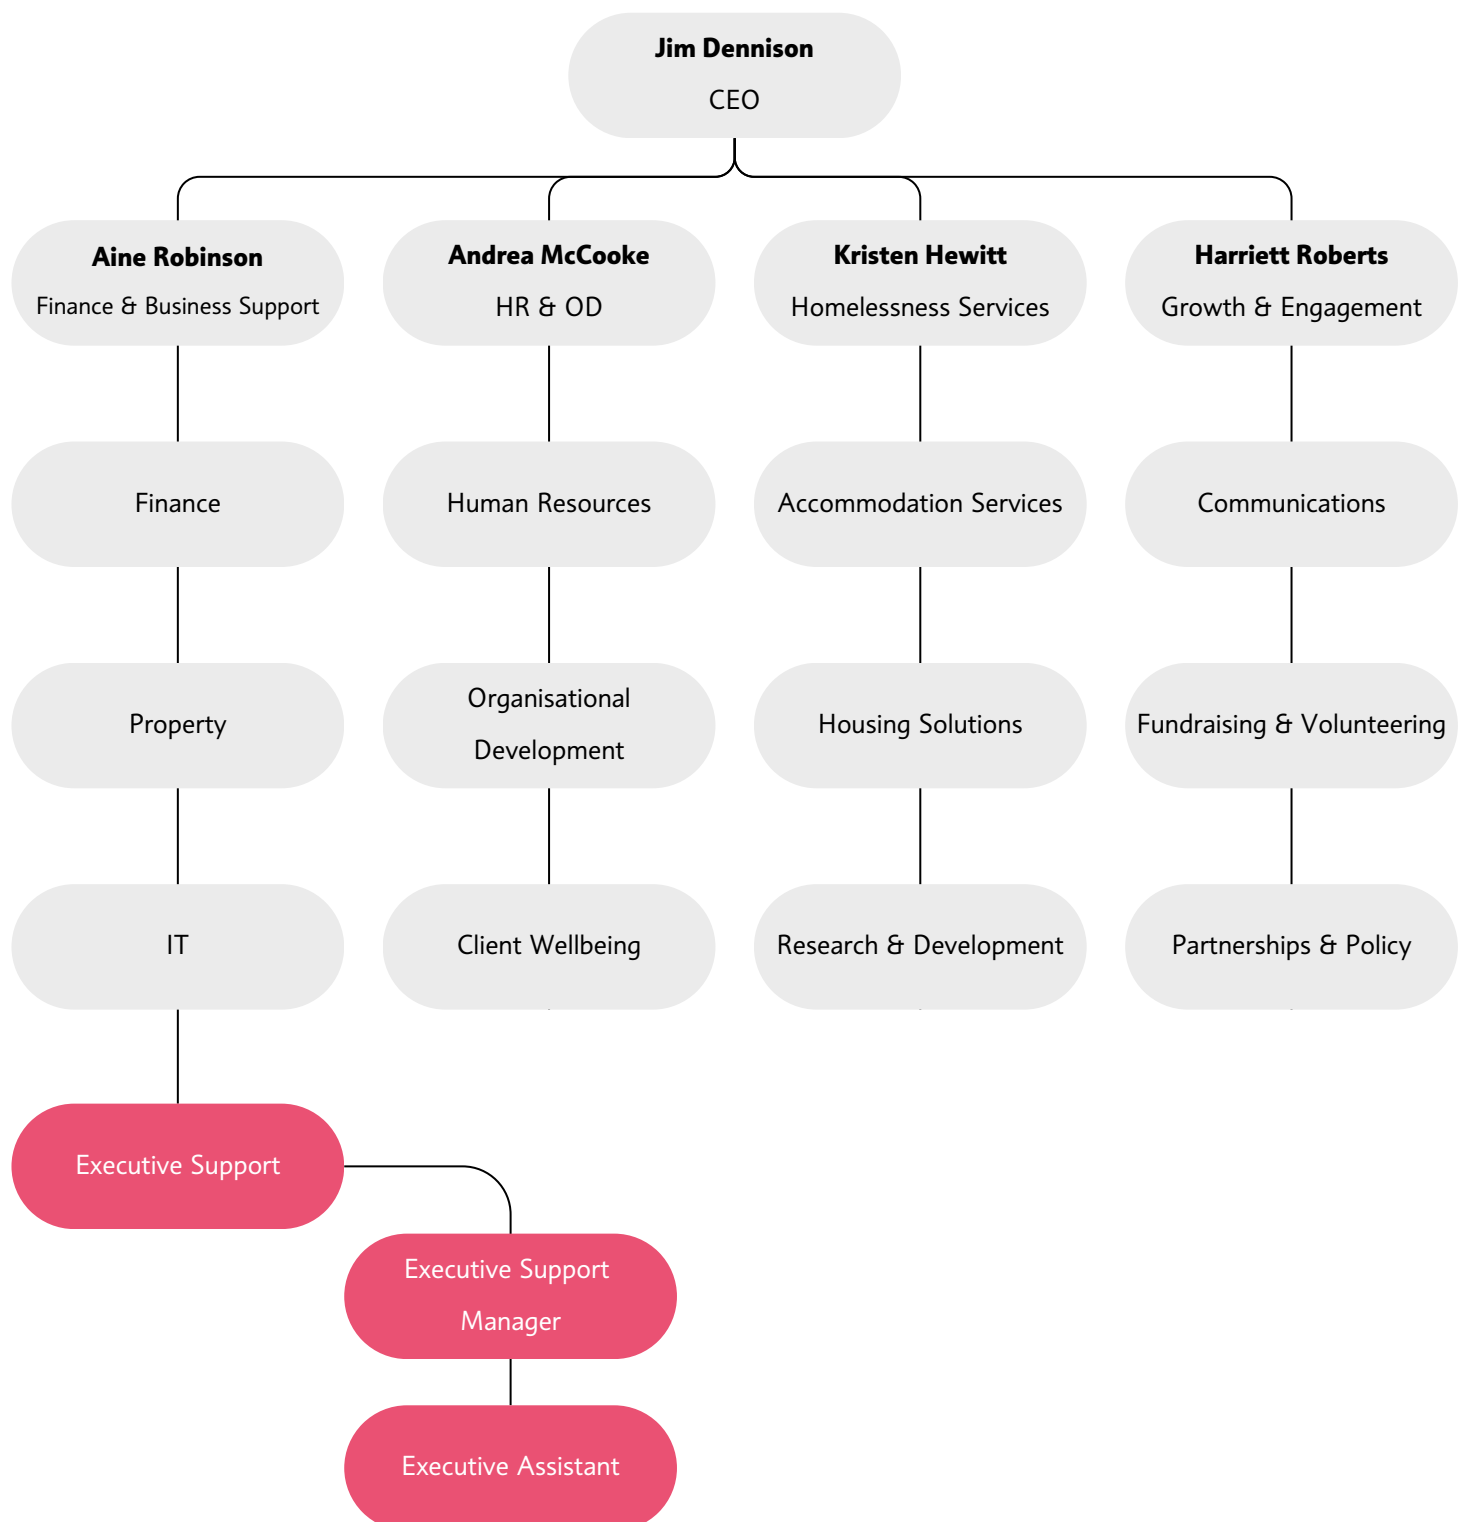 Jim Dennison
CEO
Aine Robinson
Finance & Business Support
Andrea McCooke
HR & OD
Kristen Hewitt
Homelessness Services
Harriett Roberts
Growth & Engagement
Finance
Human Resources
Accommodation Services
Communications
Property
Organisational
Development
Housing Solutions
Fundraising & Volunteering
IT
Client Wellbeing
Research & Development
Partnerships & Policy
Executive Support
Executive Support
Manager
Executive Assistant